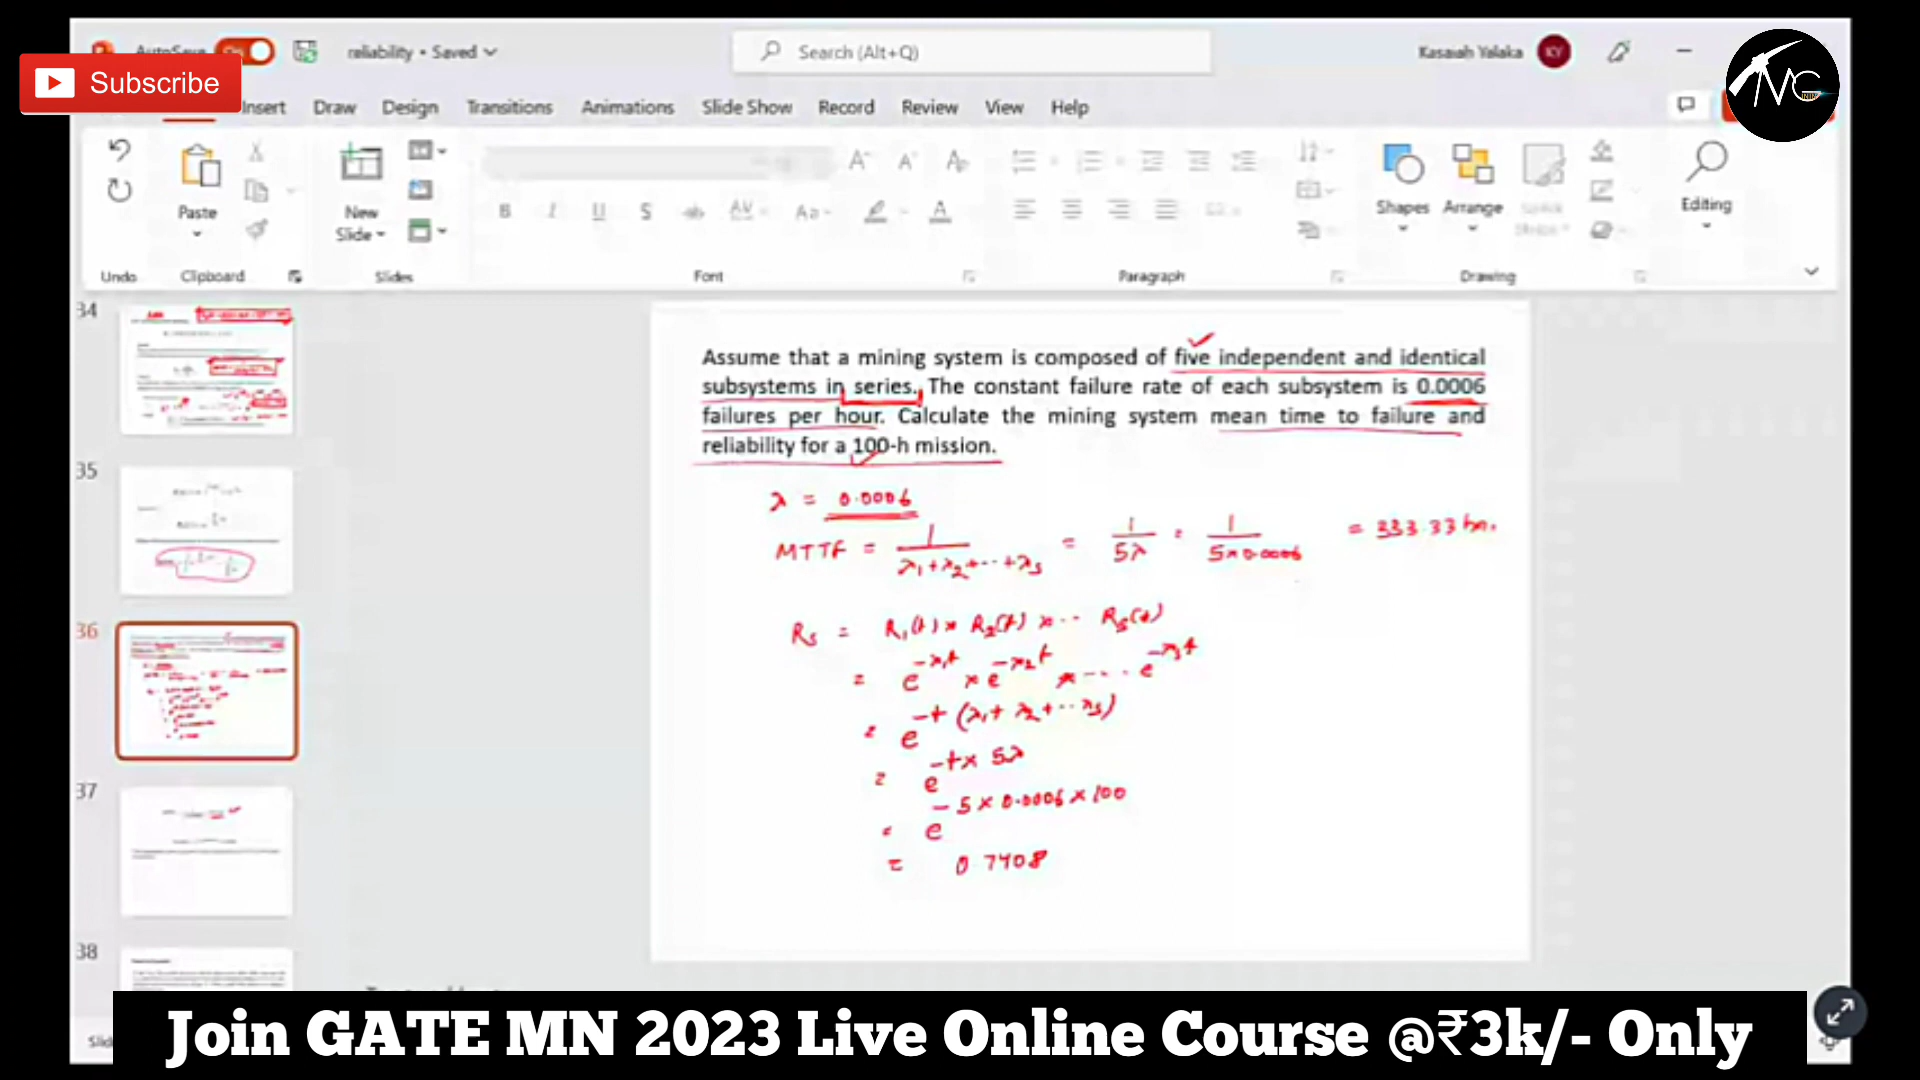 AutoSave On
reliability • Saved
Search (Alt+Q)
Kasaiah Yalaka KY
Subscribe
MG
Insert Draw Design Transitions Animations Slide Show Record Review View Help
Paste
New Slide
Shapes
Arrange
Editing
Undo Clipboard Slides Font Paragraph Drawing
34
35
36
37
38
Assume that a mining system is composed of five independent and identical
subsystems in series. The constant failure rate of each subsystem is 0.0006
failures per hour. Calculate the mining system mean time to failure and
reliability for a 100-h mission.
λ = 0.0006
MTTF = 1/(λ1+λ2+···+λ5) = 1/5λ = 1/(5×0.0006) = 333.33 hr.
Rs = R1(t) × R2(t) × ·· R5(t)
= e^(-λ1t) × e^(-λ2t) × ---- e^(-λ5t)
= e^(-t(λ1+λ2+··λ5))
= e^(-t×5λ)
= e^(-5×0.0006×100)
= 0.7408
Join GATE MN 2023 Live Online Course @₹3k/- Only